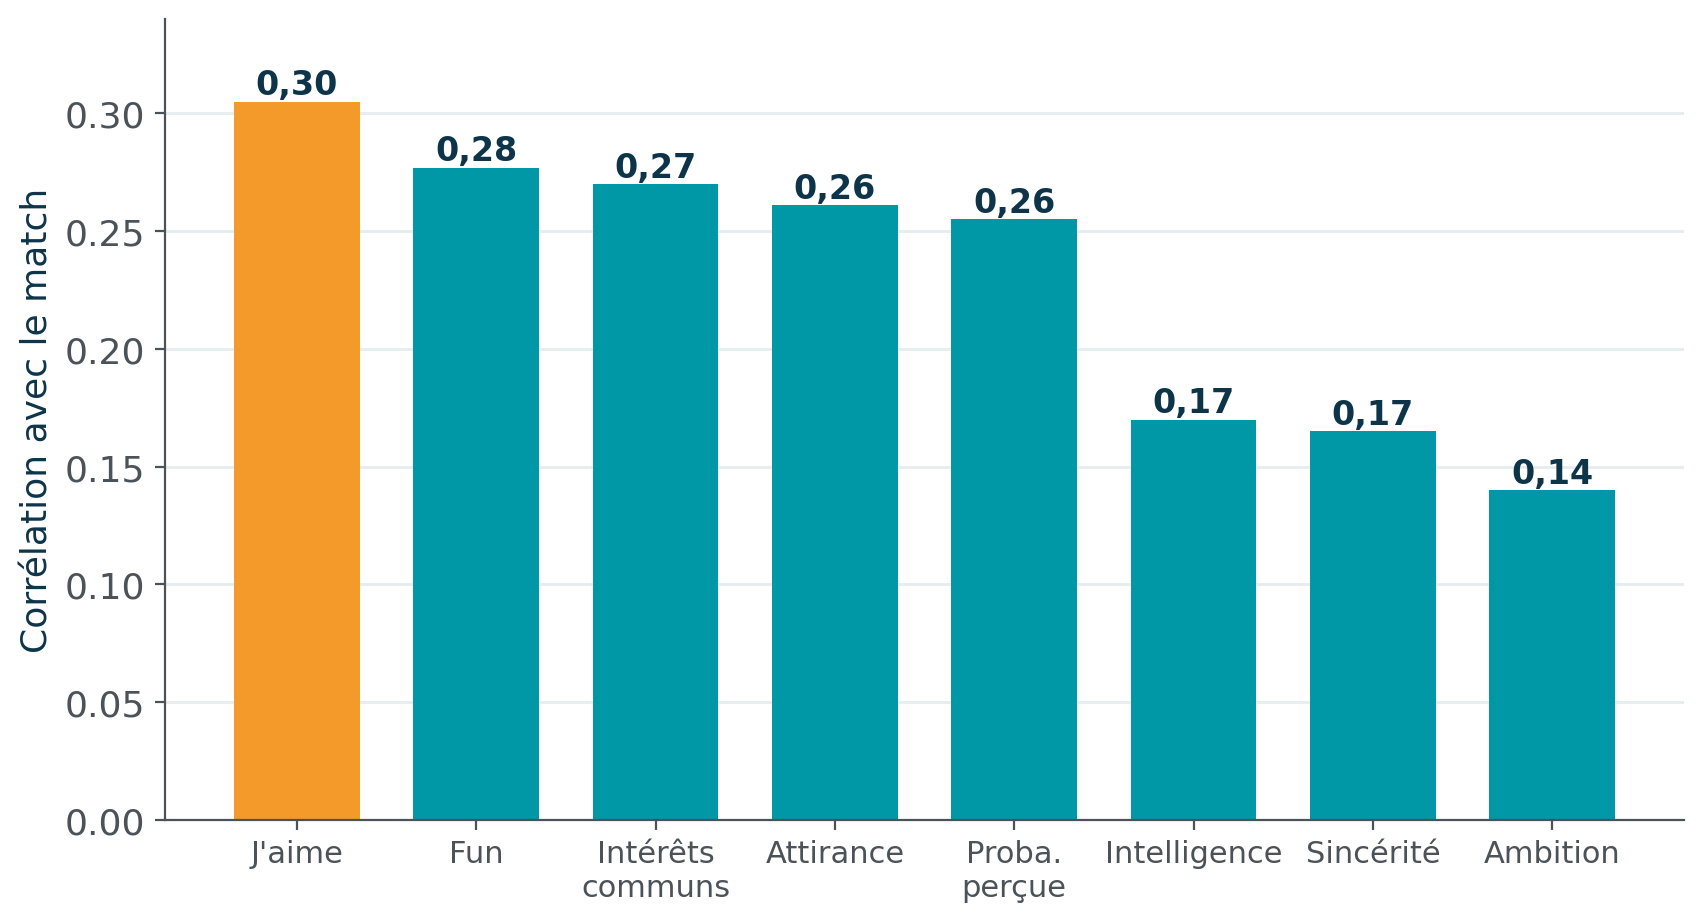 Corrélation avec le match
0.30
0.25
0.20
0.15
0.10
0.05
0.00
0,30
0,28
0,27
0,26
0,26
0,17
0,17
0,14
J'aime
Fun
Intérêts
communs
Attirance
Proba.
perçue
Intelligence
Sincérité
Ambition